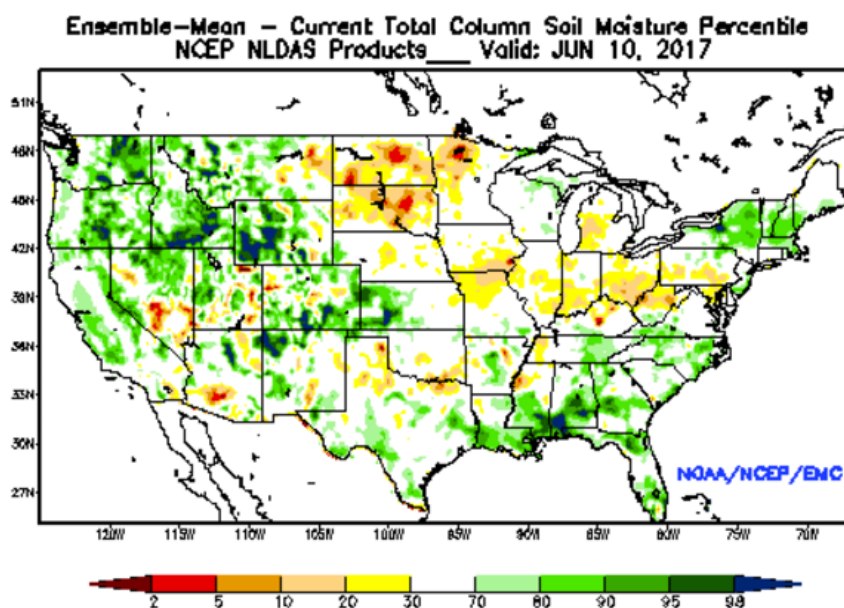 Ensemble-Mean - Current Total Column Soil Moisture Percentile
NCEP NLDAS Products___ Valid: JUN 10, 2017
51N
48N
45N
42N
39N
36N
33N
30N
27N
NOAA/NCEP/EMC
120W 115W 110W 105W 100W 95W 90W 85W 80W 75W 70W
2 5 10 20 30 70 80 90 95 98